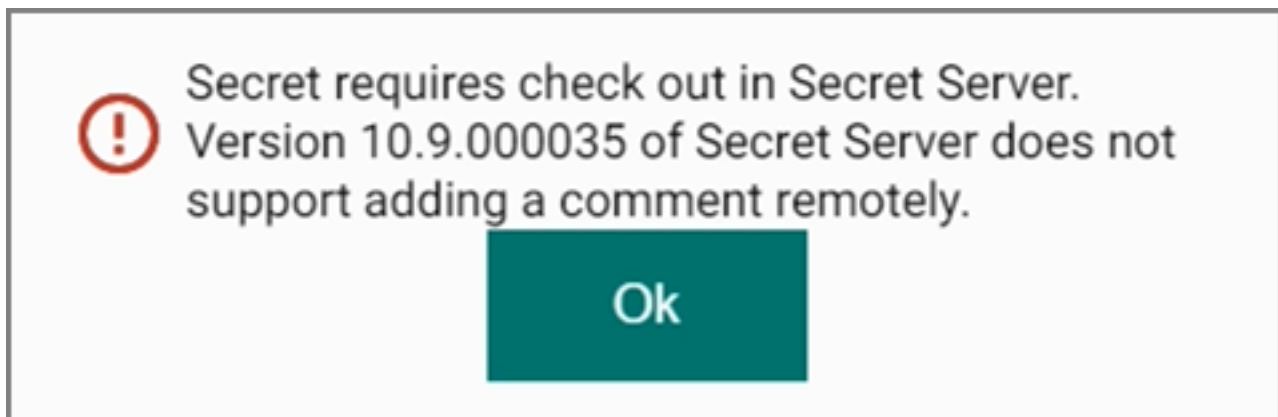 Secret requires check out in Secret Server.
Version 10.9.000035 of Secret Server does not
support adding a comment remotely.
Ok